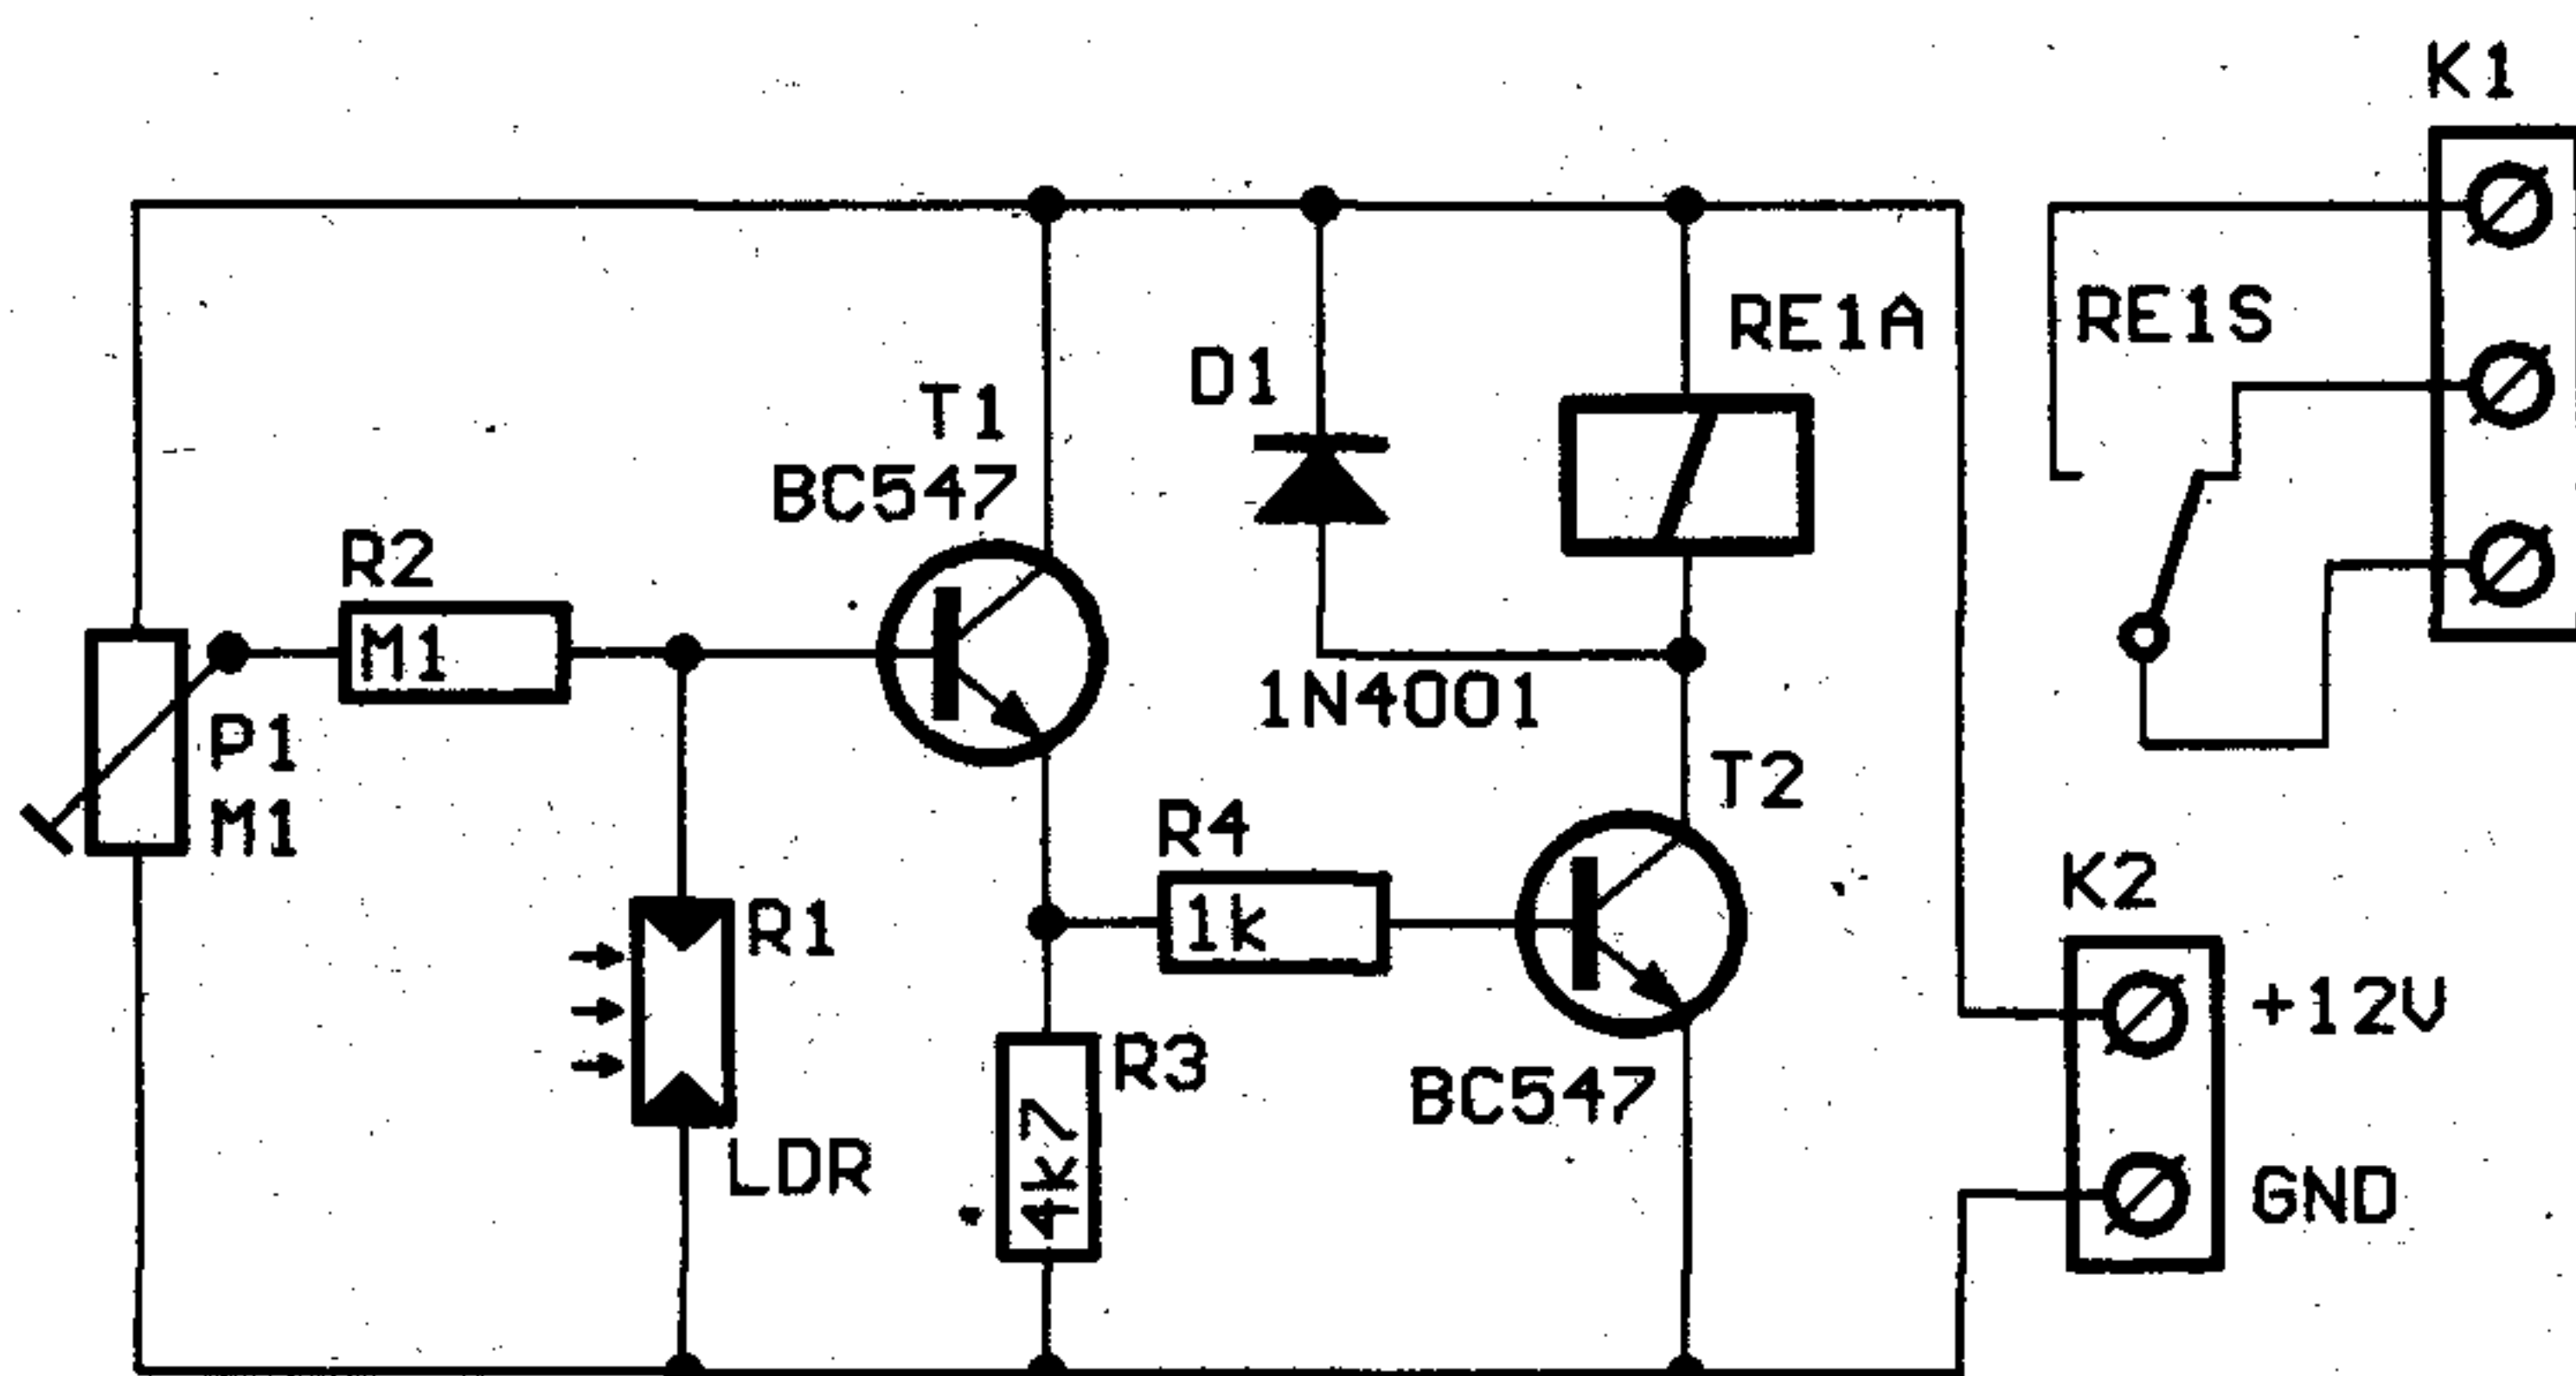 K1
RE1A
RE1S
D1
T1
BC547
R2
M1
P1
M1
1N4001
T2
R4
1k
K2
R1
+12V
R3
4k7
BC547
LDR
GND